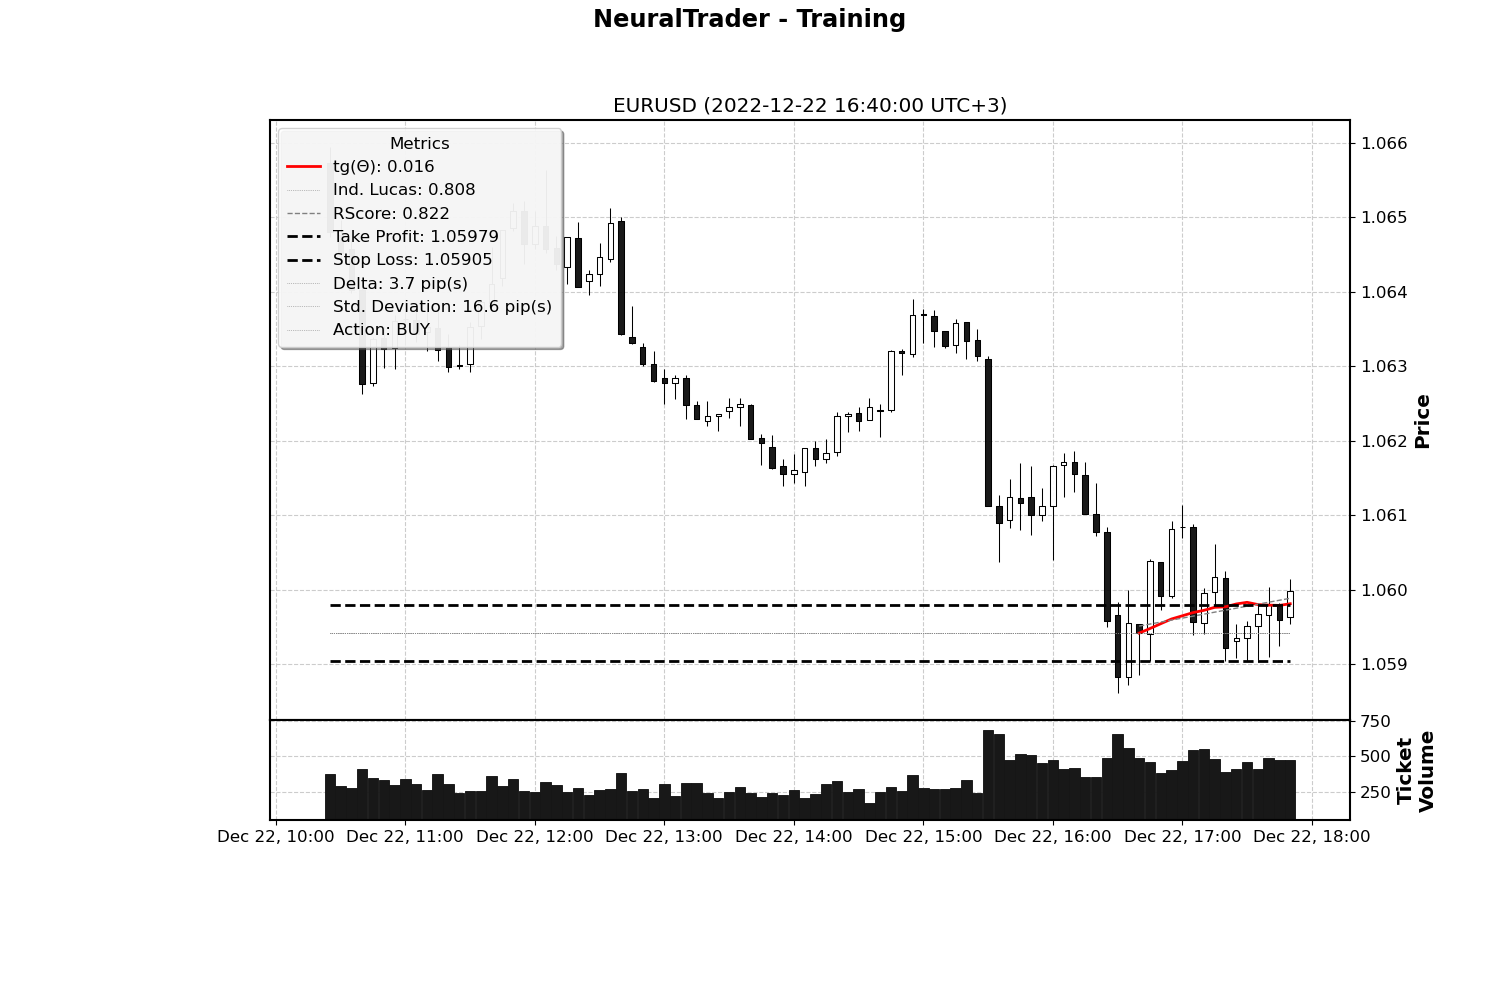 NeuralTrader - Training
EURUSD (2022-12-22 16:40:00 UTC+3)
Metrics
tg(Θ): 0.016
Ind. Lucas: 0.808
RScore: 0.822
Take Profit: 1.05979
Stop Loss: 1.05905
Delta: 3.7 pip(s)
Std. Deviation: 16.6 pip(s)
Action: BUY
1.066
1.065
1.064
1.063
1.062
1.061
1.060
1.059
Price
750
500
250
Ticket
Volume
Dec 22, 10:00 Dec 22, 11:00 Dec 22, 12:00 Dec 22, 13:00 Dec 22, 14:00 Dec 22, 15:00 Dec 22, 16:00 Dec 22, 17:00 Dec 22, 18:00